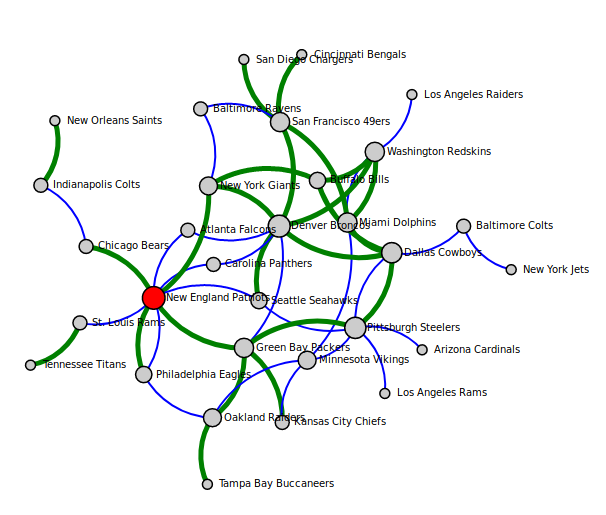 Cincinnati Bengals
San Diego Chargers
Los Angeles Raiders
Baltimore Ravens
New Orleans Saints
San Francisco 49ers
Washington Redskins
Buffalo Bills
Indianapolis Colts
New York Giants
Miami Dolphins
Denver Broncos
Baltimore Colts
Atlanta Falcons
Chicago Bears
Dallas Cowboys
Carolina Panthers
New York Jets
New England Patriots
Seattle Seahawks
St. Louis Rams
Pittsburgh Steelers
Green Bay Packers
Arizona Cardinals
Minnesota Vikings
Tennessee Titans
Philadelphia Eagles
Los Angeles Rams
Oakland Raiders
Kansas City Chiefs
Tampa Bay Buccaneers